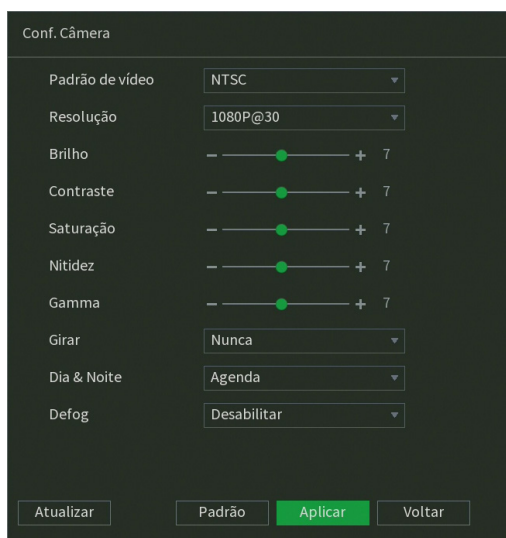 Conf. Câmera
Padrão de vídeo NTSC
Resolução 1080P@30
Brilho 7
Contraste 7
Saturação 7
Nitidez 7
Gamma 7
Girar Nunca
Dia & Noite Agenda
Defog Desabilitar
Atualizar Padrão Aplicar Voltar